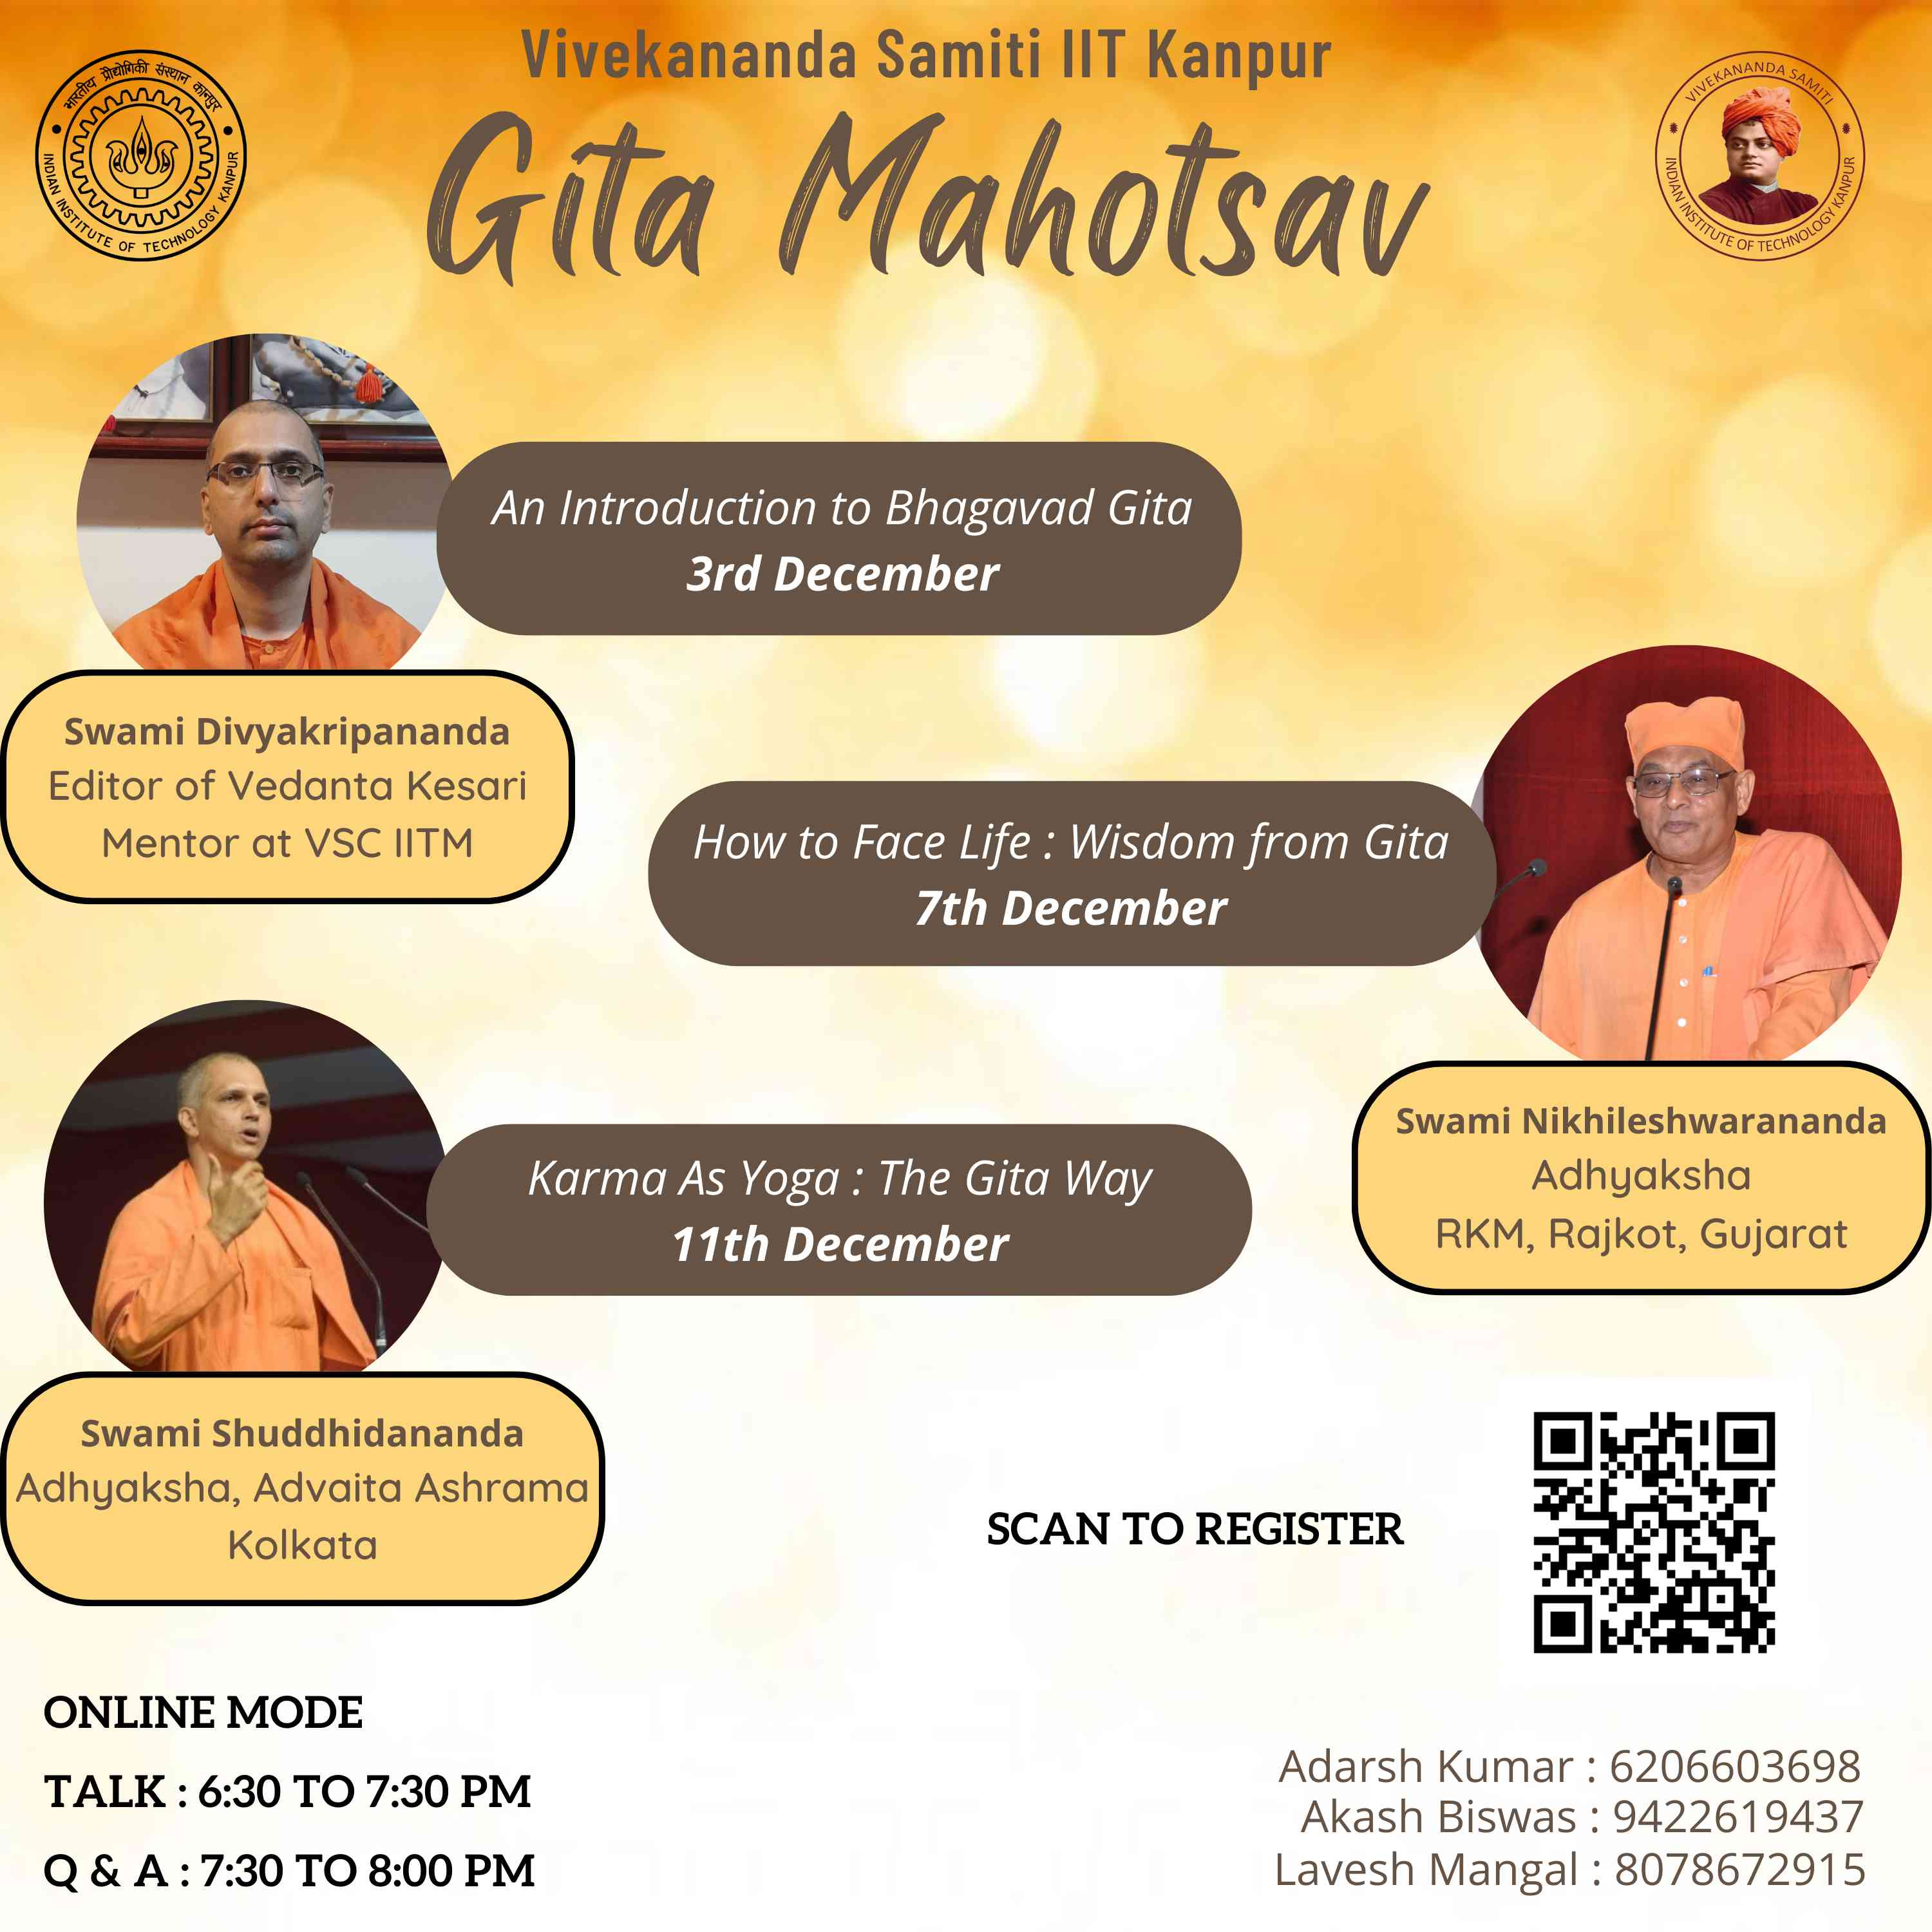 Vivekananda Samiti IIT Kanpur
Gita Mahotsav
भारतीय प्रौद्योगिकी संस्थान कानपुर
INDIAN INSTITUTE OF TECHNOLOGY KANPUR
VIVEKANANDA SAMITI
INDIAN INSTITUTE OF TECHNOLOGY KANPUR
An Introduction to Bhagavad Gita
3rd December
Swami Divyakripananda
Editor of Vedanta Kesari
Mentor at VSC IITM
How to Face Life : Wisdom from Gita
7th December
Swami Nikhileshwarananda
Adhyaksha
RKM, Rajkot, Gujarat
Karma As Yoga : The Gita Way
11th December
Swami Shuddhidananda
Adhyaksha, Advaita Ashrama
Kolkata
SCAN TO REGISTER
ONLINE MODE
TALK : 6:30 TO 7:30 PM
Q & A : 7:30 TO 8:00 PM
Adarsh Kumar : 6206603698
Akash Biswas : 9422619437
Lavesh Mangal : 8078672915